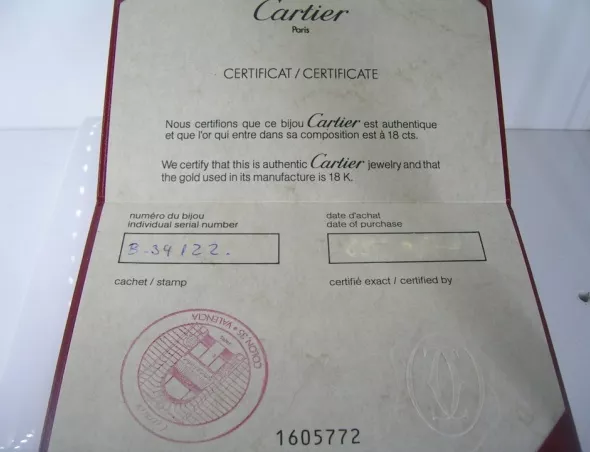 Cartier
Paris
CERTIFICAT / CERTIFICATE
Nous certifions que ce bijou Cartier est authentique
et que l'or qui entre dans sa composition est à 18 cts.
We certify that this is authentic Cartier jewelry and that
the gold used in its manufacture is 18 K.
numéro du bijou
individual serial number
date d'achat
date of purchase
B-34122.
cachet / stamp
certifié exact / certified by
COLON, 35 * VALENCIA
1605772